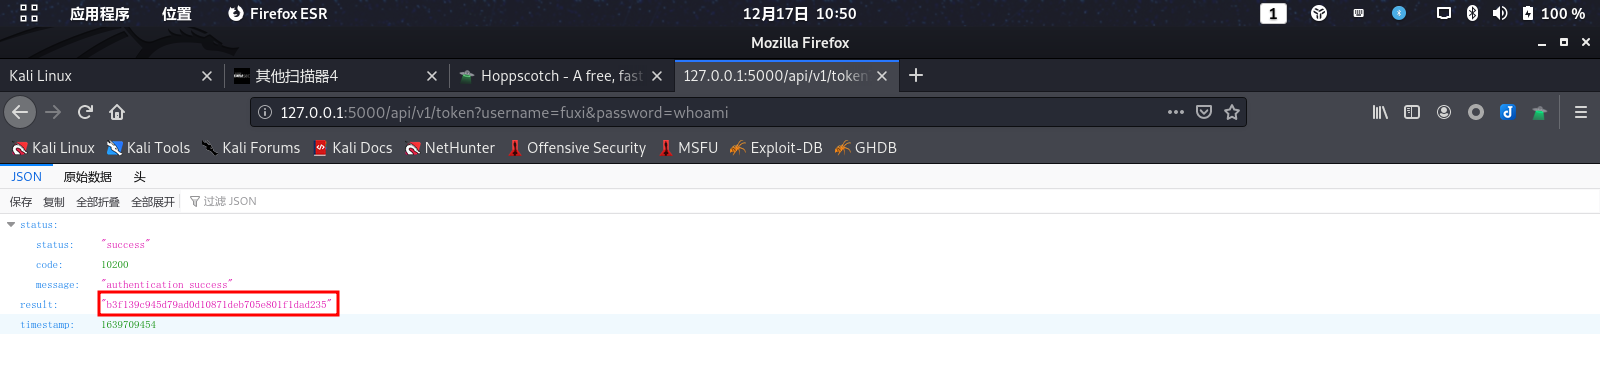 应用程序 位置 Firefox ESR 12月17日 10:50 1 100 %
Mozilla Firefox
Kali Linux 其他扫描器4 Hoppscotch - A free, fast 127.0.0.1:5000/api/v1/token
127.0.0.1:5000/api/v1/token?username=fuxi&password=whoami
Kali Linux Kali Tools Kali Forums Kali Docs NetHunter Offensive Security MSFU Exploit-DB GHDB
JSON 原始数据 头
保存 复制 全部折叠 全部展开 过滤 JSON
status:
status: "success"
code: 10200
message: "authentication success"
result: "b3f139c945d79ad0d10871deb705e801f1dad235"
timestamp: 1639709454